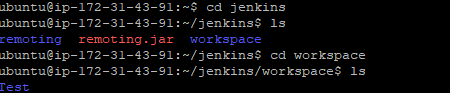 ubuntu@ip-172-31-43-91:~$ cd jenkins
ubuntu@ip-172-31-43-91:~/jenkins$ ls
remoting  remoting.jar  workspace
ubuntu@ip-172-31-43-91:~/jenkins$ cd workspace
ubuntu@ip-172-31-43-91:~/jenkins/workspace$ ls
Test